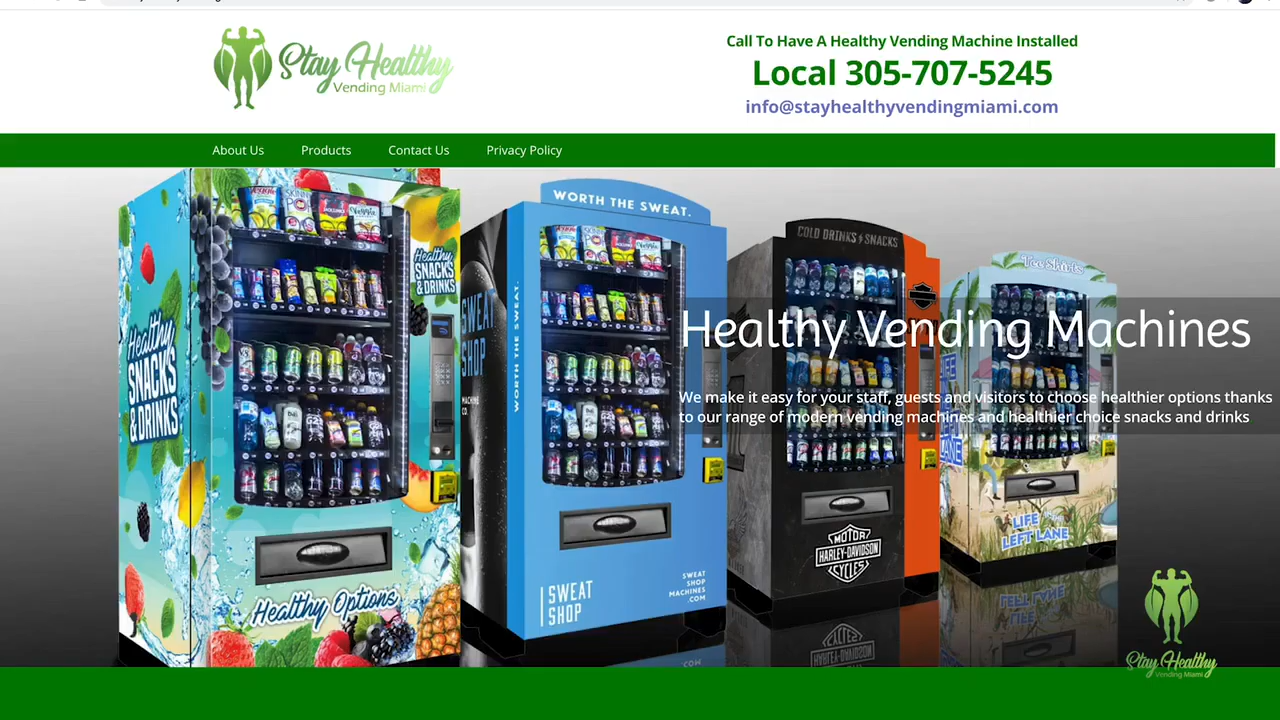 Stay Healthy
Vending Miami
Call To Have A Healthy Vending Machine Installed
Local 305-707-5245
info@stayhealthyvendingmiami.com
About Us
Products
Contact Us
Privacy Policy
Healthy
SNACKS
& DRINKS
Healthy
SNACKS
& DRINKS
Healthy Options
WORTH THE SWEAT.
SWEAT
SHOP
MACHINE
CO.
WORTH THE SWEAT.
SWEAT
SHOP
SWEAT
SHOP
MACHINES
.COM
COLD DRINKS & SNACKS
MOTOR
HARLEY-DAVIDSON
CYCLES
LIFE
LEFT LANE
Healthy Vending Machines
We make it easy for your staff, guests and visitors to choose healthier options thanks
to our range of modern vending machines and healthier choice snacks and drinks
Stay Healthy
Vending Miami